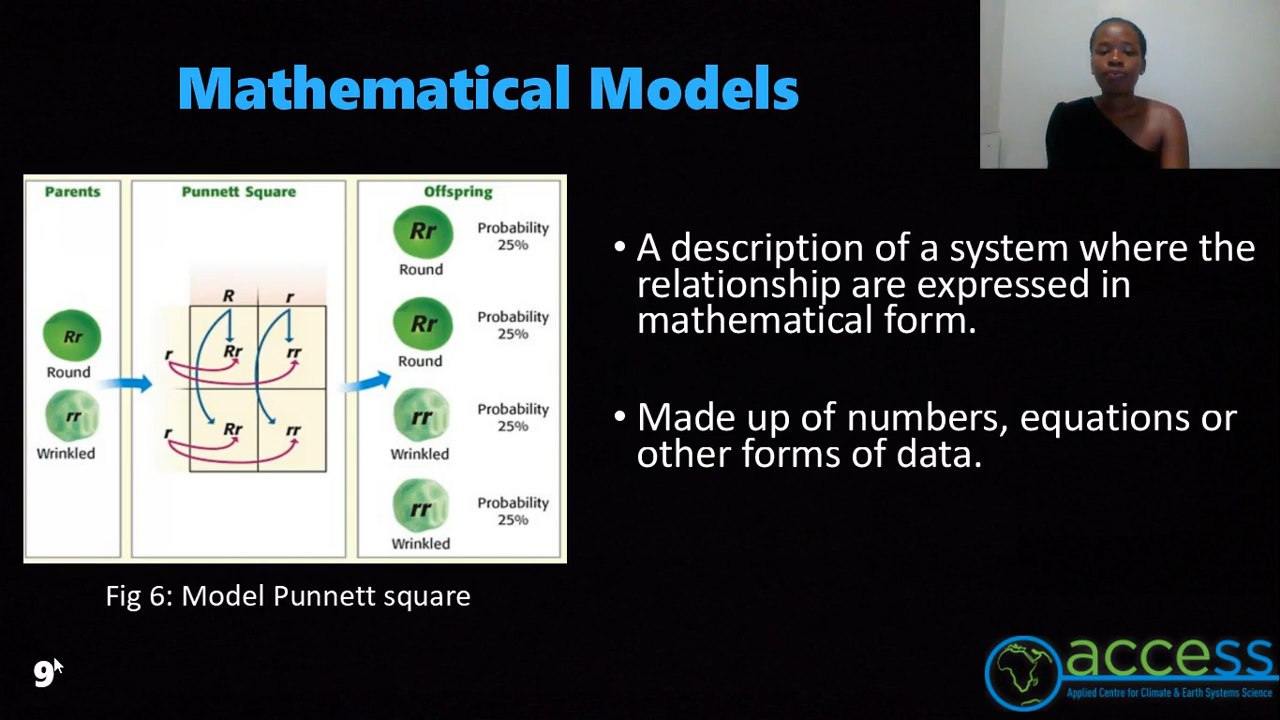 Mathematical Models
Parents
Punnett Square
Offspring
Rr
Round
rr
Wrinkled
R r
r Rr rr
r Rr rr
Rr
Probability
25%
Round
Rr
Probability
25%
Round
rr
Probability
25%
Wrinkled
rr
Probability
25%
Wrinkled
Fig 6: Model Punnett square
• A description of a system where the
relationship are expressed in
mathematical form.
• Made up of numbers, equations or
other forms of data.
9
access
Applied Centre for Climate & Earth Systems Science